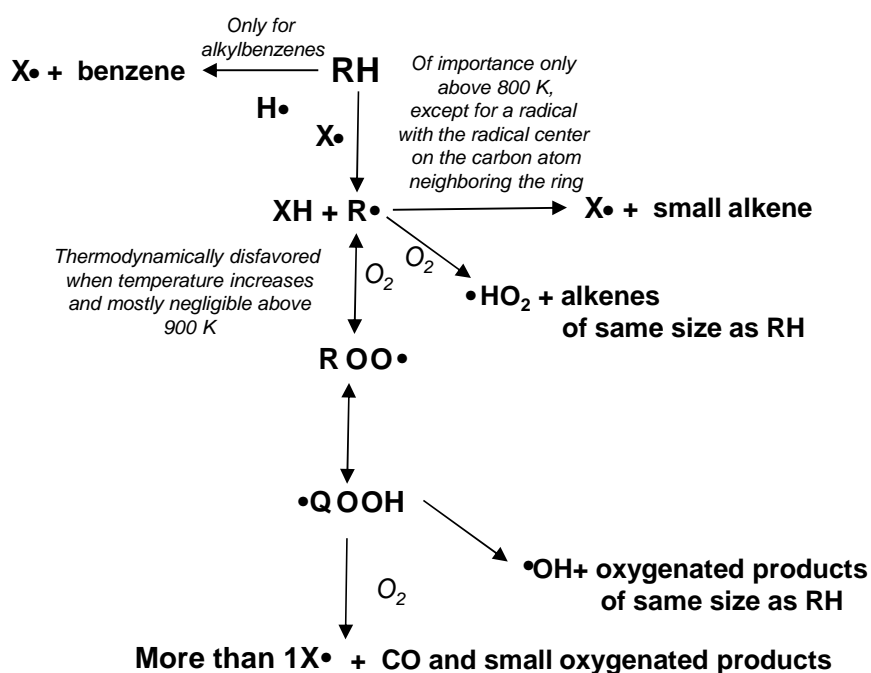 Only for
alkylbenzenes
X• + benzene
RH
H•
X•
Of importance only
above 800 K,
except for a radical
with the radical center
on the carbon atom
neighboring the ring
XH + R•
X• + small alkene
Thermodynamically disfavored
when temperature increases
and mostly negligible above
900 K
O₂
O₂
•HO₂ + alkenes
of same size as RH
R OO•
•Q OOH
•OH+ oxygenated products
of same size as RH
O₂
More than 1X• + CO and small oxygenated products